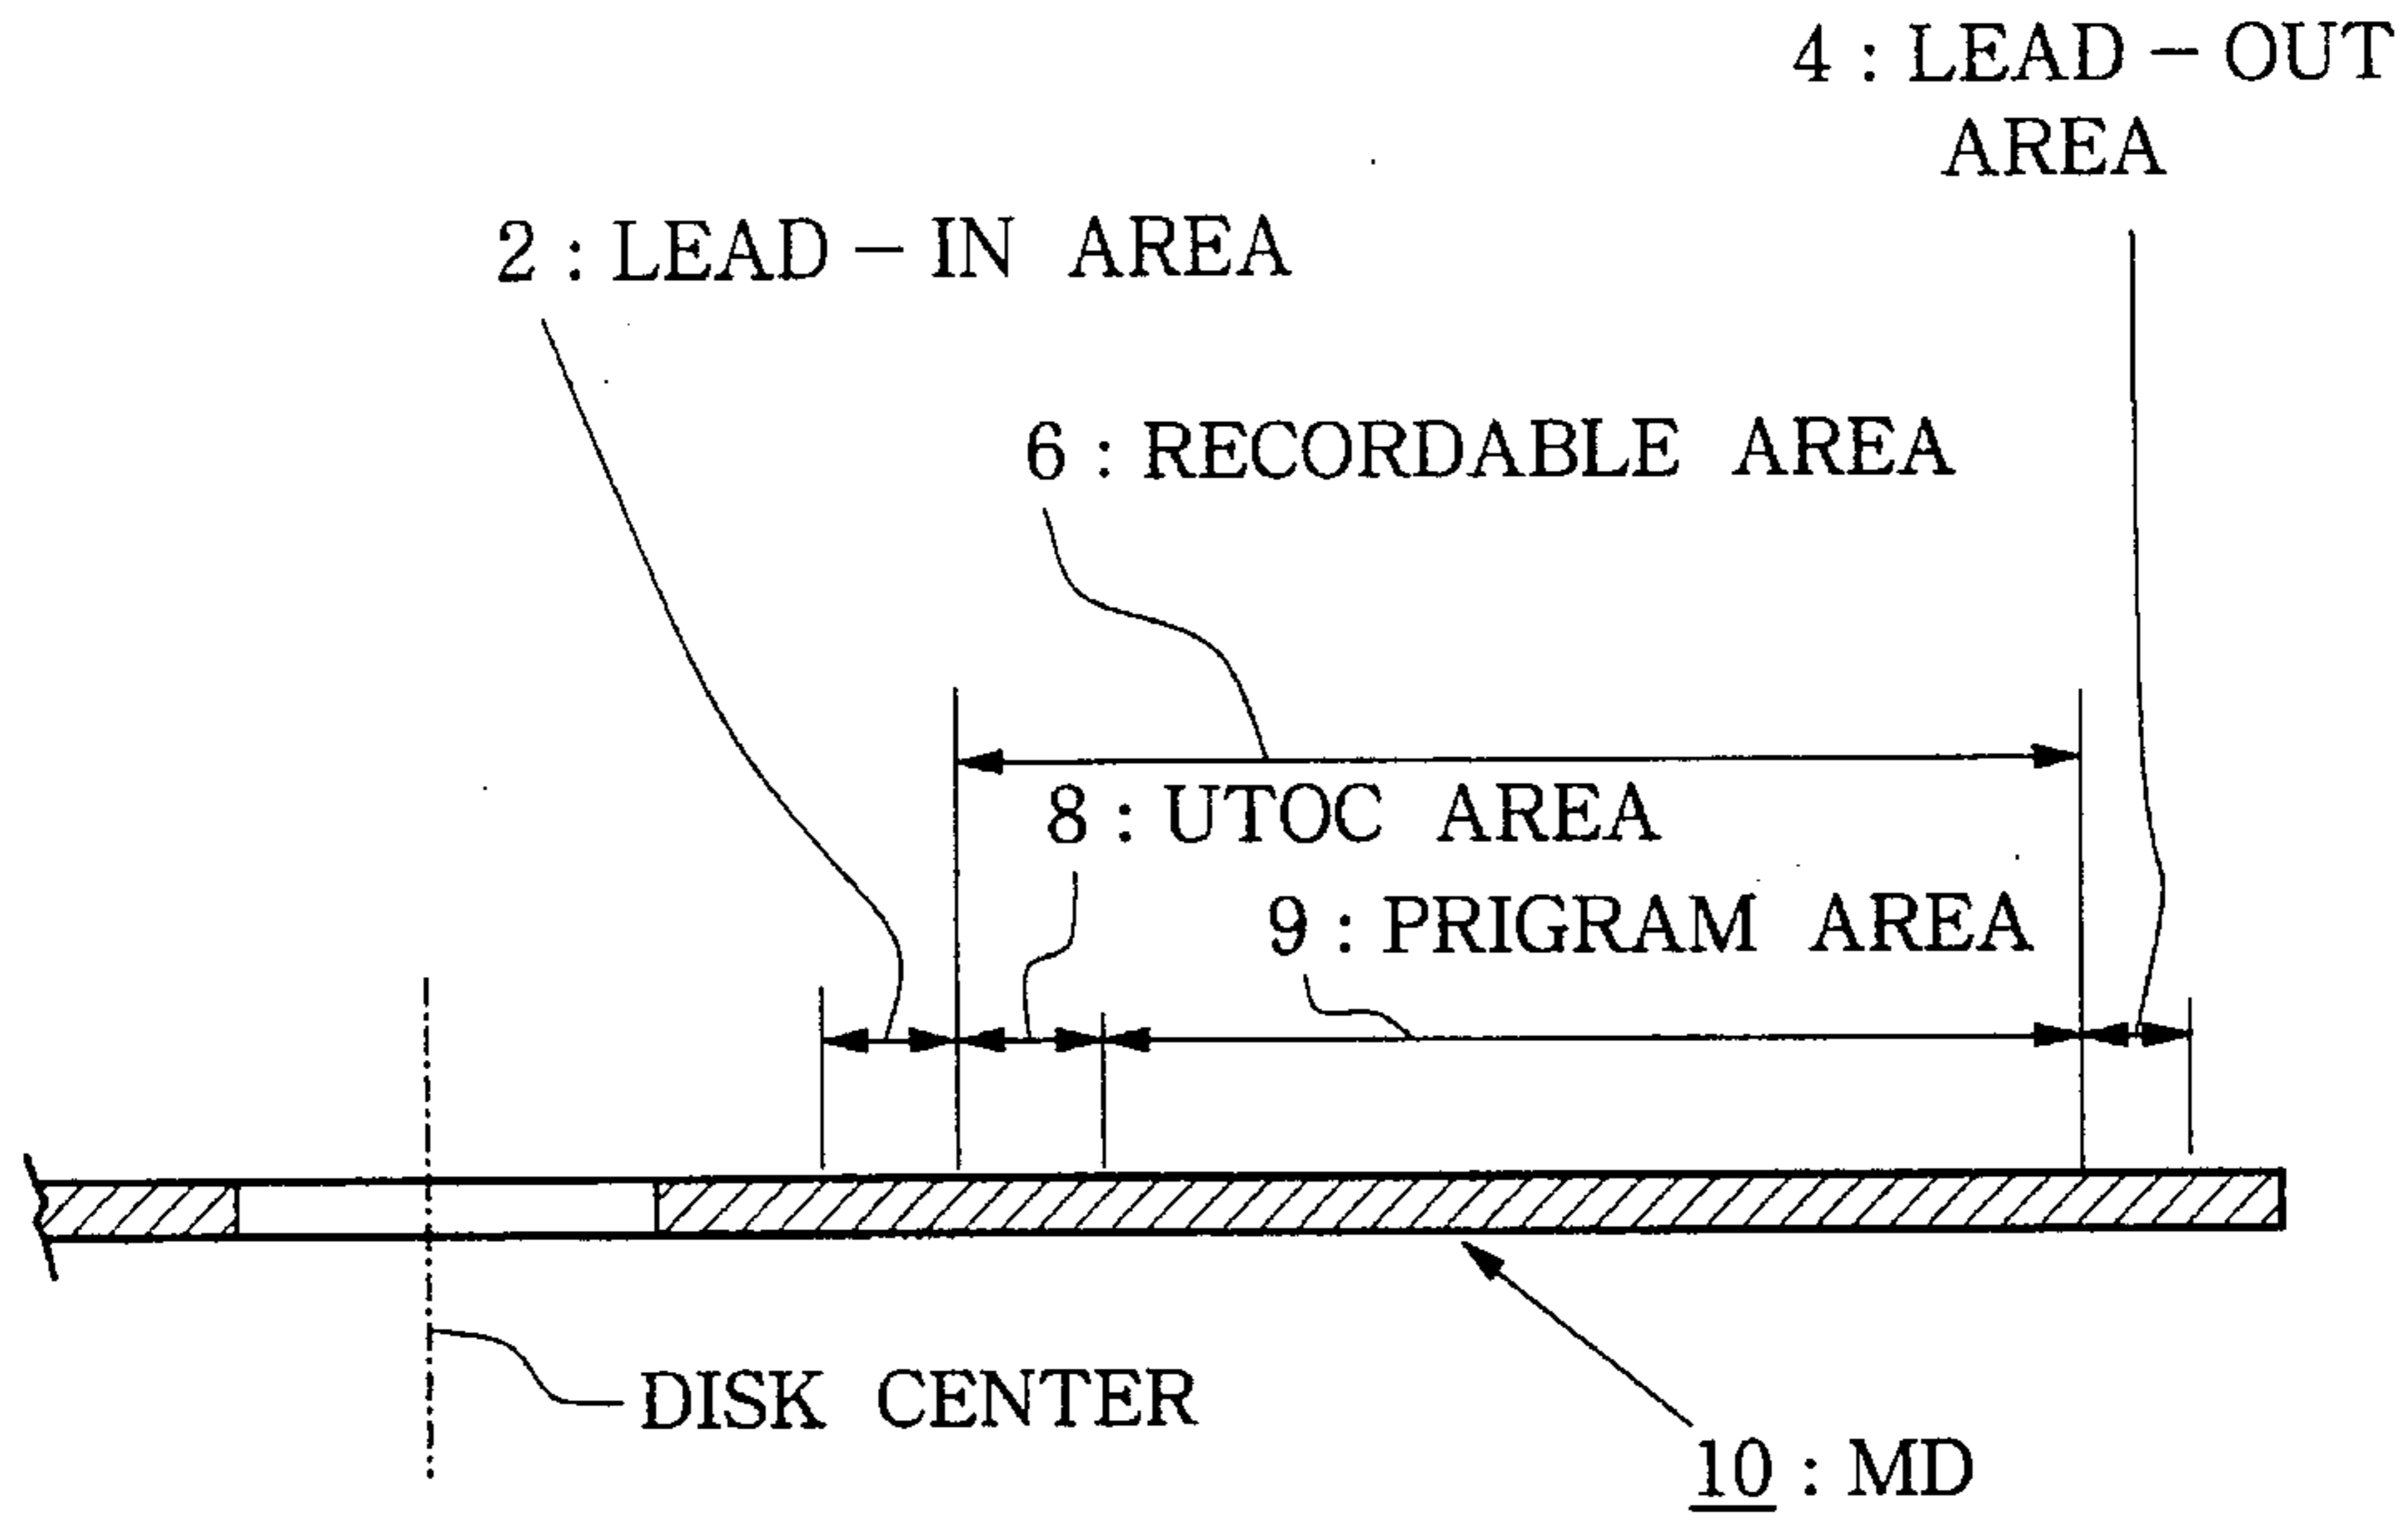 4 : LEAD – OUT
AREA
2 : LEAD – IN AREA
6 : RECORDABLE AREA
8 : UTOC AREA
9 : PRIGRAM AREA
DISK CENTER
10 : MD